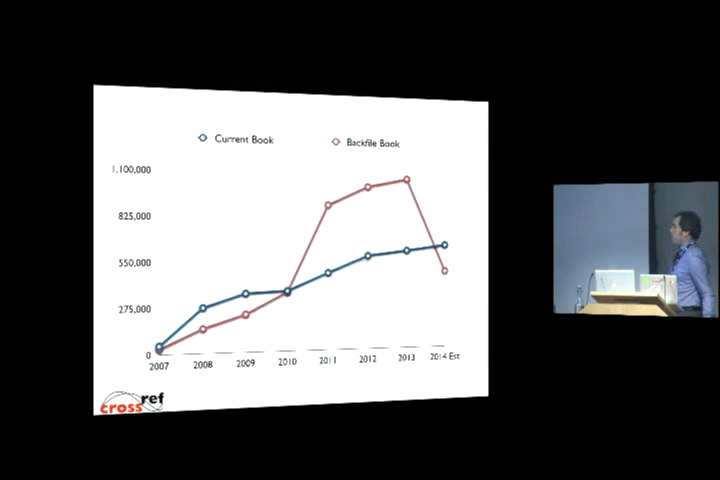 Current Book
Backfile Book
1,100,000
825,000
550,000
275,000
0
2007 2008 2009 2010 2011 2012 2013 2014 Est
crossref